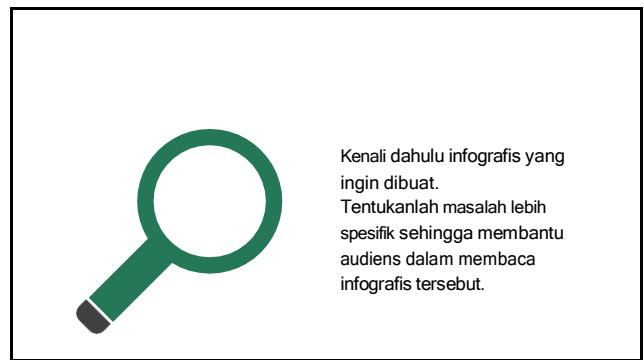 Kenali dahulu infografis yang
ingin dibuat.
Tentukanlah masalah lebih
spesifik sehingga membantu
audiens dalam membaca
infografis tersebut.